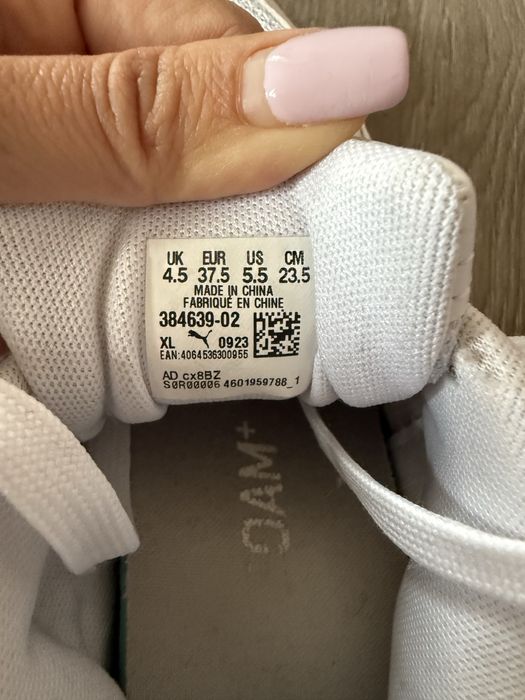 UK EUR US CM
4.5 37.5 5.5 23.5
MADE IN CHINA
FABRIQUÉ EN CHINE
384639-02
XL 0923
EAN: 4064536300955
AD cx8BZ
S0R00006 4601959788_1